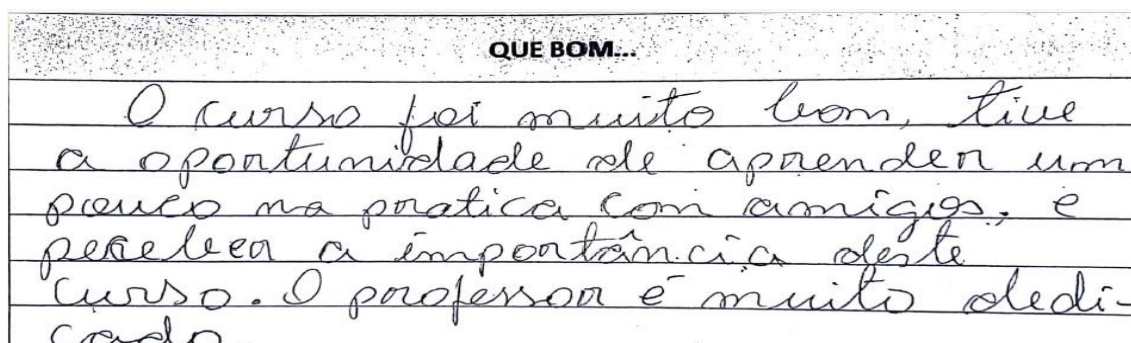 QUE BOM...
O curso foi muito bom, tive
a oportunidade de aprender um
pouco na pratica com amigos, e
perceber a importância deste
curso. O professor é muito dedi-
cado.